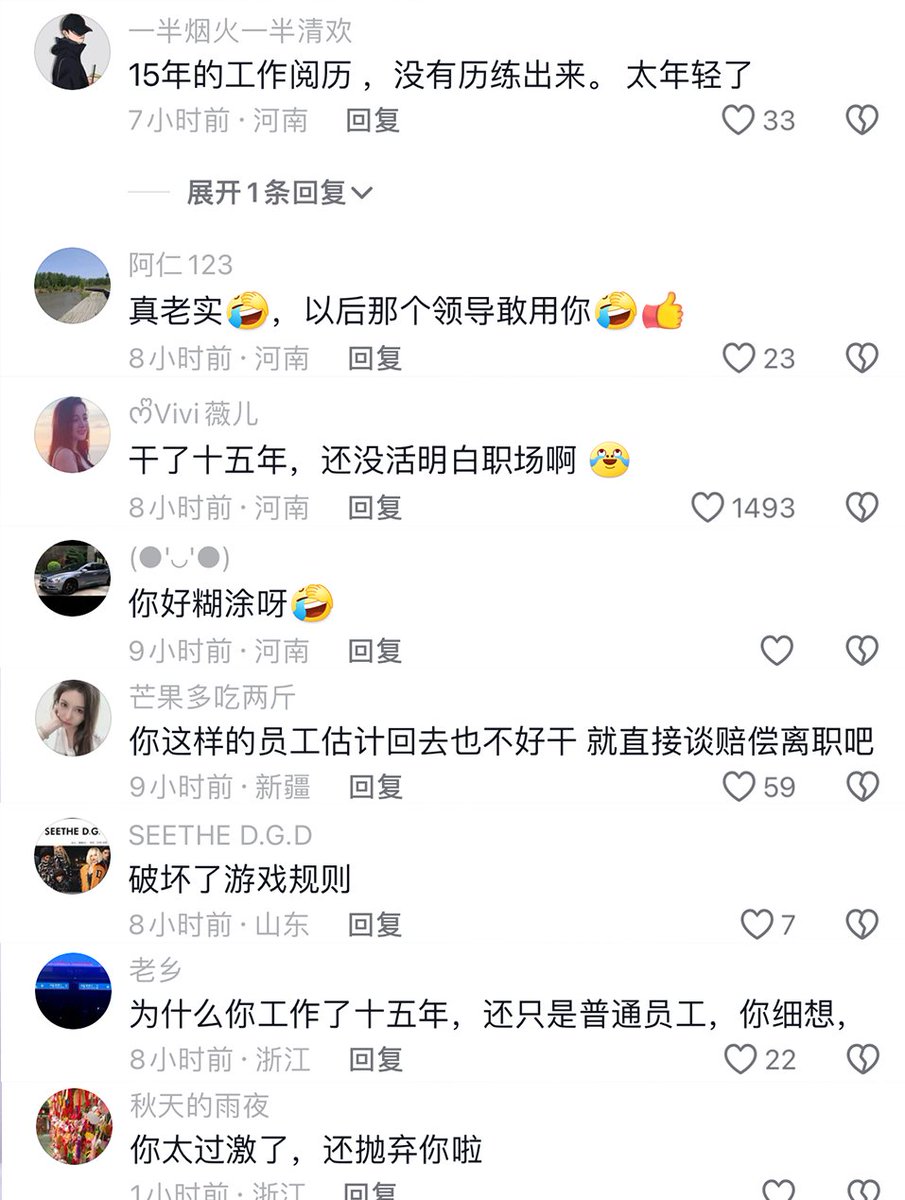 一半烟火一半清欢
15年的工作阅历 ，没有历练出来。 太年轻了
7小时前 · 河南 回复 33
展开1条回复
阿仁123
真老实🤣，以后那个领导敢用你🤣👍
8小时前 · 河南 回复 23
ෆ⃛Vivi薇儿
干了十五年，还没活明白职场啊 😂
8小时前 · 河南 回复 1493
(●'◡'●)
你好糊涂呀🤣
9小时前 · 河南 回复
芒果多吃两斤
你这样的员工估计回去也不好干 就直接谈赔偿离职吧
9小时前 · 新疆 回复 59
SEETHE D.G.
SEETHE D.G.D
破坏了游戏规则
8小时前 · 山东 回复 7
老乡
为什么你工作了十五年，还只是普通员工，你细想，
8小时前 · 浙江 回复 22
秋天的雨夜
你太过激了，还抛弃你啦
1小时前 · 浙江 回复